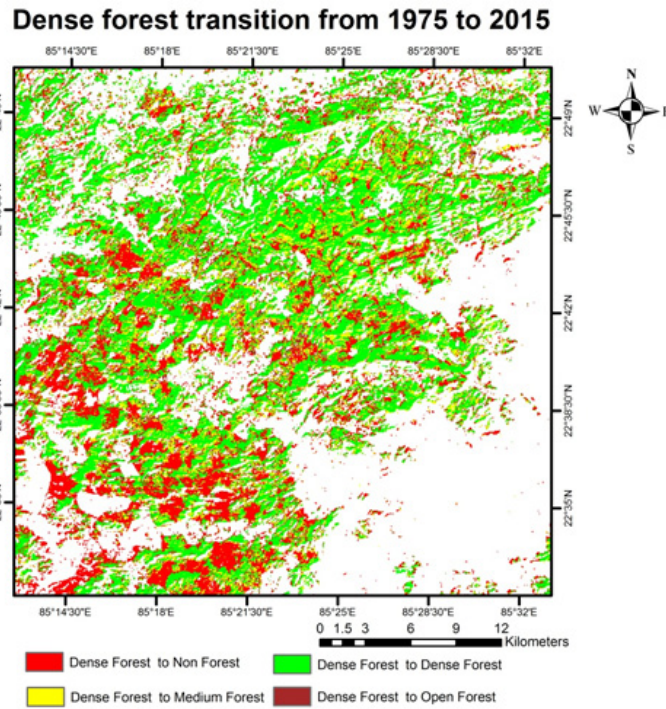 Dense forest transition from 1975 to 2015
85°14'30"E 85°18'E 85°21'30"E 85°25'E 85°28'30"E 85°32'E
N
W
S
22°49'N
22°45'30"N
22°42'N
22°38'30"N
22°35'N
85°14'30"E 85°18'E 85°21'30"E 85°25'E 85°28'30"E 85°32'E
0 1.5 3 6 9 12
Kilometers
Dense Forest to Non Forest Dense Forest to Dense Forest
Dense Forest to Medium Forest Dense Forest to Open Forest